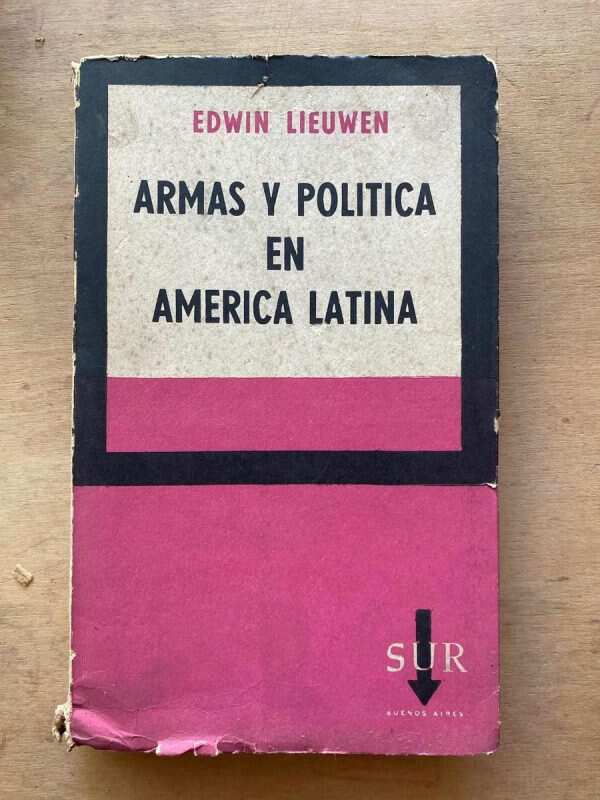 EDWIN LIEUWEN
ARMAS Y POLITICA
EN
AMERICA LATINA
SUR
BUENOS AIRES